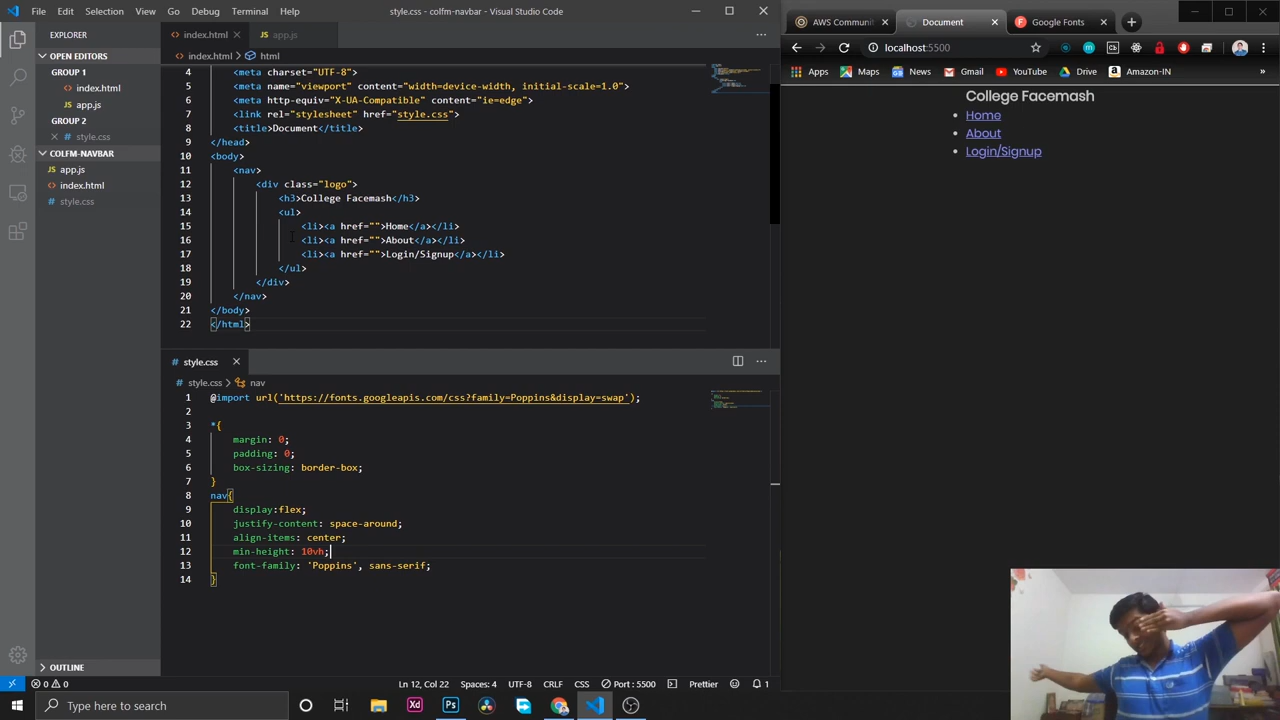 File Edit Selection View Go Debug Terminal Help
style.css - colfm-navbar - Visual Studio Code
EXPLORER
OPEN EDITORS
GROUP 1
index.html
app.js
GROUP 2
style.css
COLFM-NAVBAR
app.js
index.html
style.css
OUTLINE
index.html app.js
index.html html
4 <meta charset="UTF-8">
5 <meta name="viewport" content="width=device-width, initial-scale=1.0">
6 <meta http-equiv="X-UA-Compatible" content="ie=edge">
7 <link rel="stylesheet" href="style.css">
8 <title>Document</title>
9 </head>
10 <body>
11 <nav>
12 <div class="logo">
13 <h3>College Facemash</h3>
14 <ul>
15 <li><a href="">Home</a></li>
16 <li><a href="">About</a></li>
17 <li><a href="">Login/Signup</a></li>
18 </ul>
19 </div>
20 </nav>
21 </body>
22 </html>
style.css
style.css nav
1 @import url('https://fonts.googleapis.com/css?family=Poppins&display=swap');
2
3 *{
4 margin: 0;
5 padding: 0;
6 box-sizing: border-box;
7 }
8 nav{
9 display:flex;
10 justify-content: space-around;
11 align-items: center;
12 min-height: 10vh;
13 font-family: 'Poppins', sans-serif;
14 }
0 0
Ln 12, Col 22 Spaces: 4 UTF-8 CRLF CSS Port : 5500 Prettier 1
AWS Communi Document Google Fonts
localhost:5500
Apps Maps News Gmail YouTube Drive Amazon-IN »
College Facemash
Home
About
Login/Signup
Type here to search